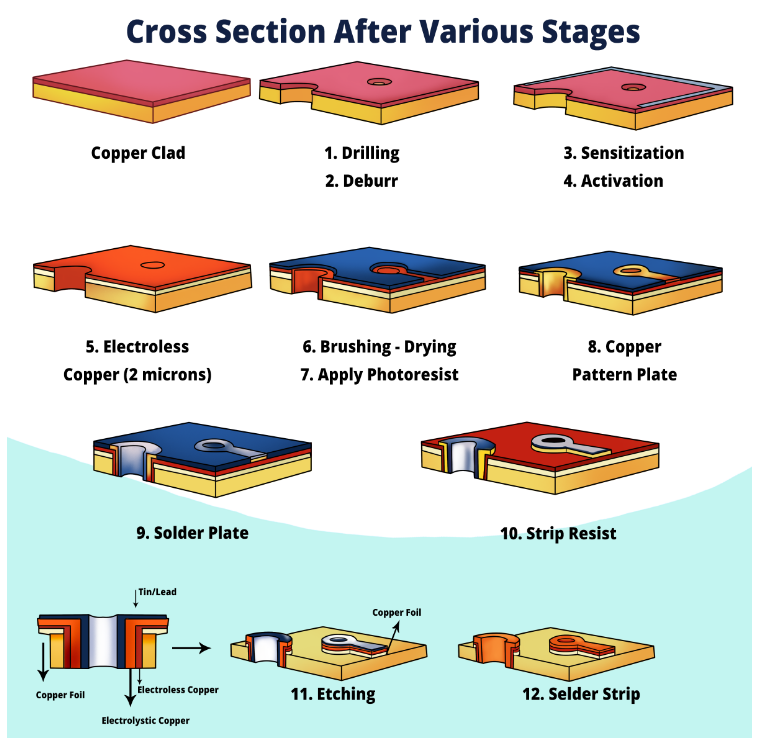 Cross Section After Various Stages
Copper Clad
1. Drilling
2. Deburr
3. Sensitization
4. Activation
5. Electroless
Copper (2 microns)
6. Brushing - Drying
7. Apply Photoresist
8. Copper
Pattern Plate
9. Solder Plate
10. Strip Resist
Tin/Lead
Copper Foil
Electroless Copper
Electrolystic Copper
Copper Foil
11. Etching
12. Selder Strip